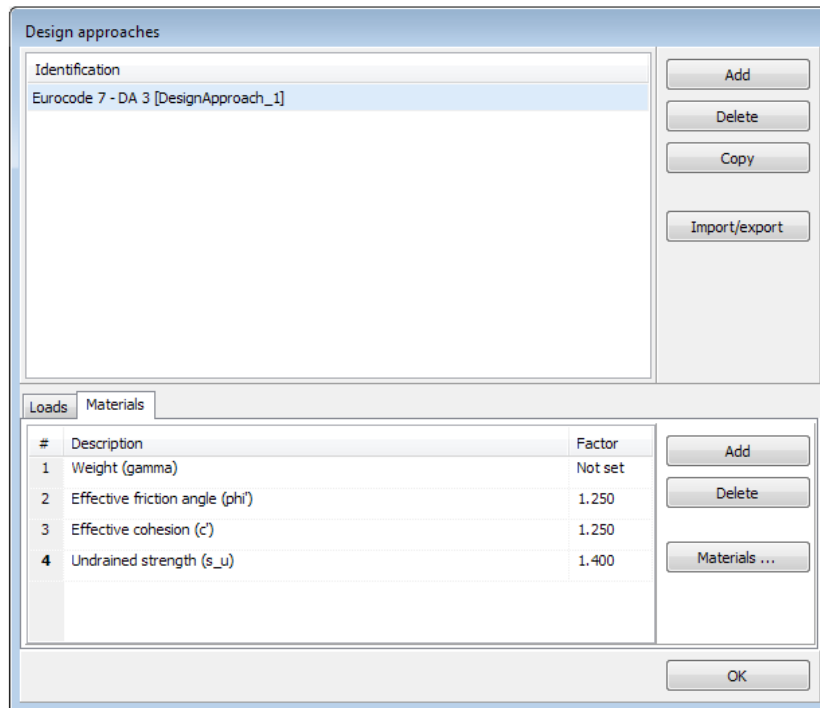 Design approaches
Identification
Eurocode 7 - DA 3 [DesignApproach_1]
Add
Delete
Copy
Import/export
Loads Materials
# Description Factor
1 Weight (gamma) Not set
2 Effective friction angle (phi') 1.250
3 Effective cohesion (c') 1.250
4 Undrained strength (s_u) 1.400
Add
Delete
Materials ...
OK